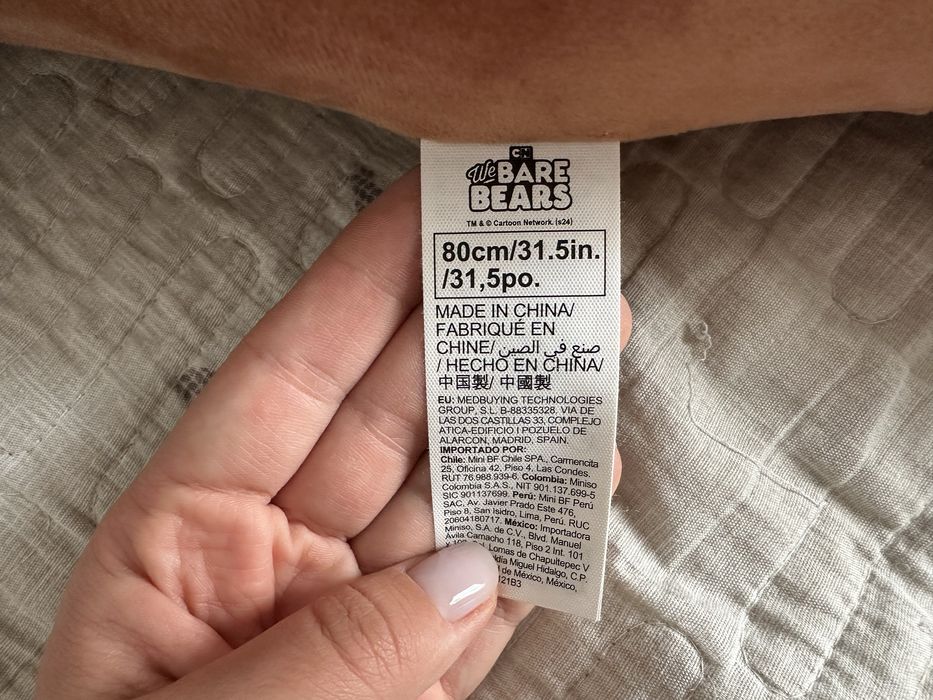 CN
We BARE
BEARS
TM & © Cartoon Network. (s24)
80cm/31.5in.
/31,5po.
MADE IN CHINA/
FABRIQUÉ EN
CHINE/ صنع في الصين
/ HECHO EN CHINA/
中国製/ 中國製
EU: MEDBUYING TECHNOLOGIES
GROUP, S.L. B-88335328. VIA DE
LAS DOS CASTILLAS 33, COMPLEJO
ATICA-EDIFICIO I POZUELO DE
ALARCON, MADRID, SPAIN.
IMPORTADO POR:
Chile: Mini BF Chile SPA., Carmencita
25, Oficina 42, Piso 4, Las Condes.
RUT 76.988.939-6. Colombia: Miniso
Colombia S.A.S., NIT 901.137.699-5
SIC 901137699. Perú: Mini BF Perú
SAC, Av. Javier Prado Este 476,
Piso 8, San Isidro, Lima, Perú. RUC
20604180717. México: Importadora
Miniso, S.A. de C.V., Blvd. Manuel
Ávila Camacho 118, Piso 2 Int. 101
Lomas de Chapultepec V
Miguel Hidalgo, C.P.
de México, México,
121B3